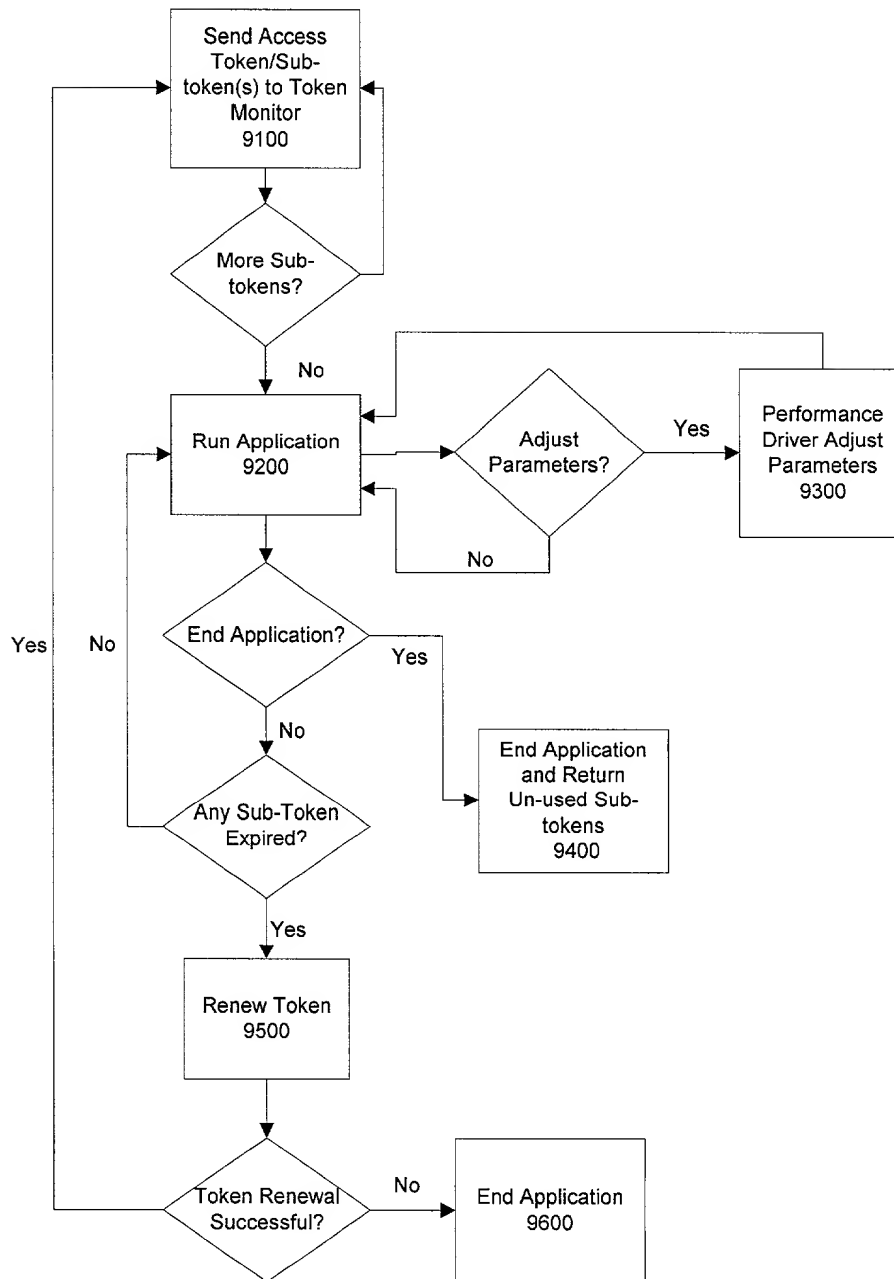 Send Access
Token/Sub-
token(s) to Token
Monitor
9100
More Sub-
tokens?
No
Run Application
9200
Adjust
Parameters?
Yes
Performance
Driver Adjust
Parameters
9300
No
End Application?
Yes
No
Yes
No
End Application
and Return
Un-used Sub-
tokens
9400
Any Sub-Token
Expired?
Yes
Renew Token
9500
Token Renewal
Successful?
No
End Application
9600